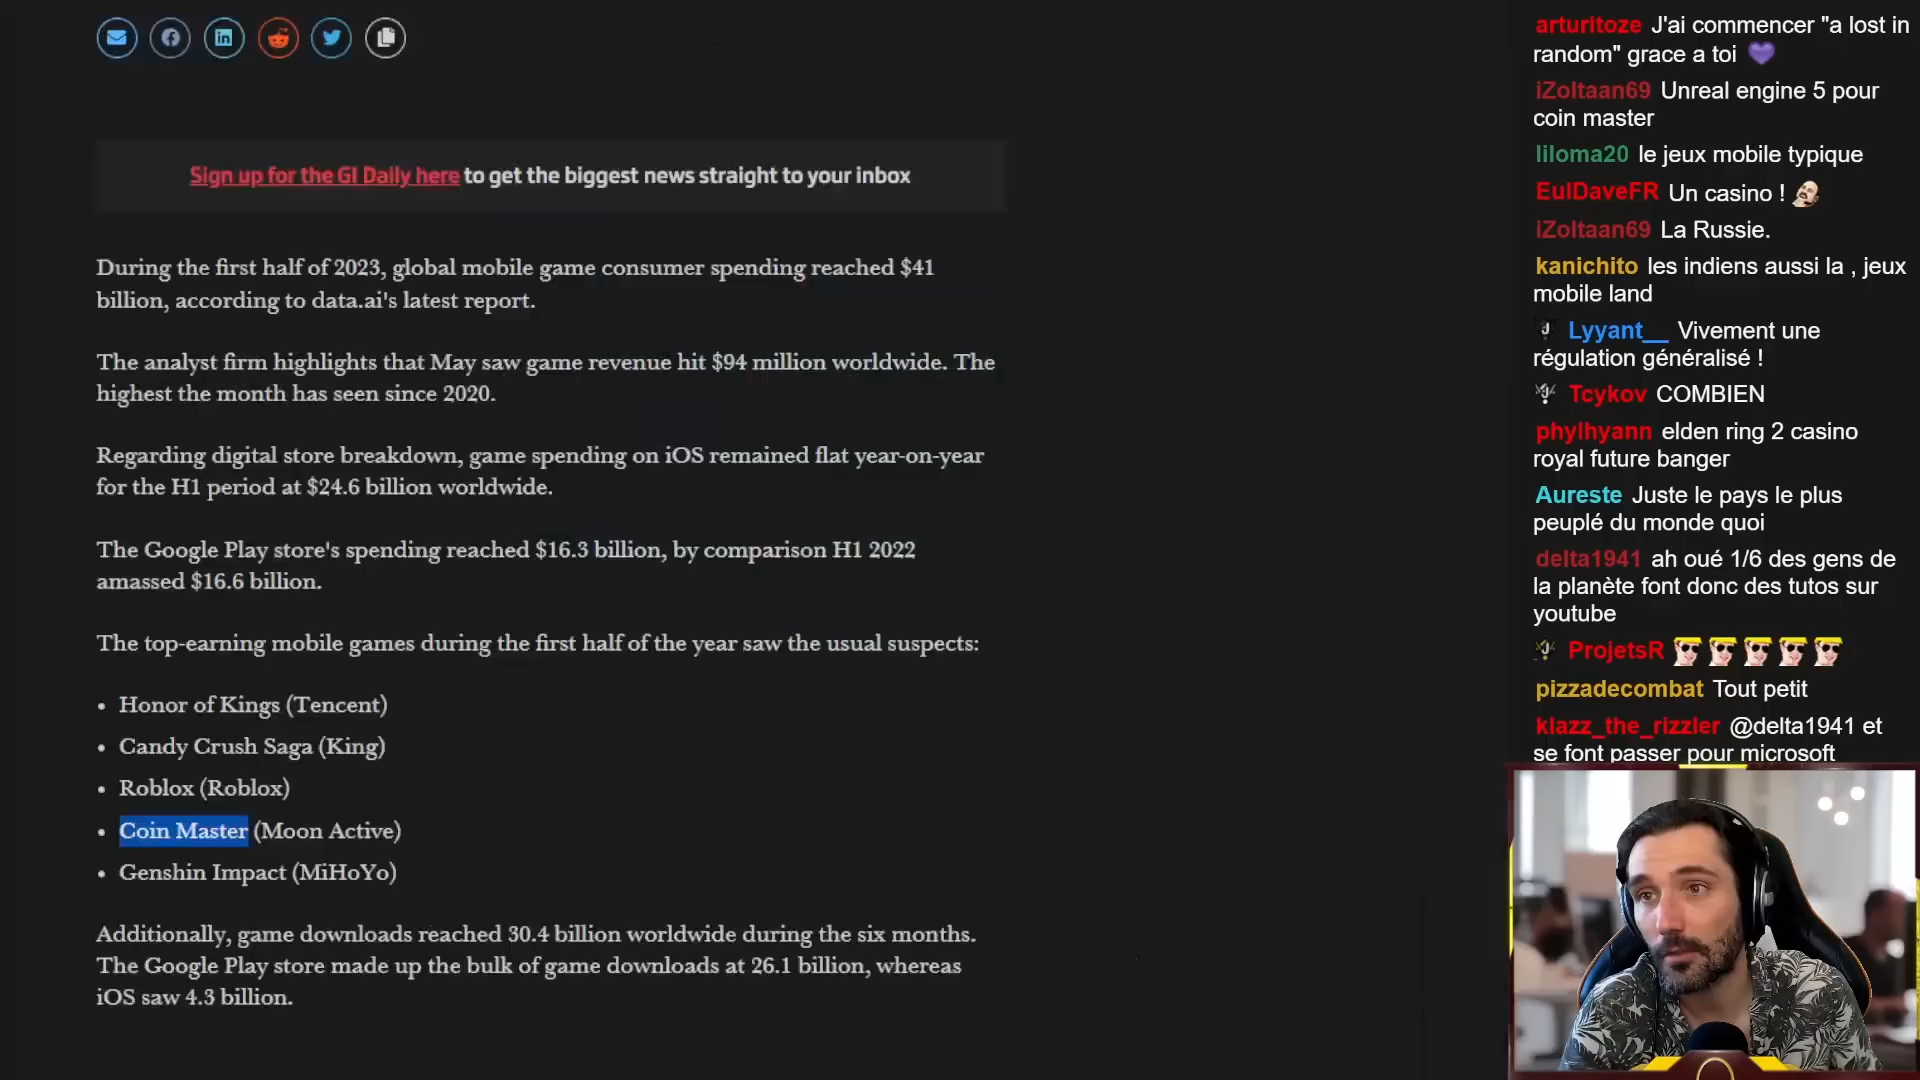 Sign up for the GI Daily here to get the biggest news straight to your inbox
During the first half of 2023, global mobile game consumer spending reached $41
billion, according to data.ai's latest report.
The analyst firm highlights that May saw game revenue hit $94 million worldwide. The
highest the month has seen since 2020.
Regarding digital store breakdown, game spending on iOS remained flat year-on-year
for the H1 period at $24.6 billion worldwide.
The Google Play store's spending reached $16.3 billion, by comparison H1 2022
amassed $16.6 billion.
The top-earning mobile games during the first half of the year saw the usual suspects:
• Honor of Kings (Tencent)
• Candy Crush Saga (King)
• Roblox (Roblox)
• Coin Master (Moon Active)
• Genshin Impact (MiHoYo)
Additionally, game downloads reached 30.4 billion worldwide during the six months.
The Google Play store made up the bulk of game downloads at 26.1 billion, whereas
iOS saw 4.3 billion.
arturitoze J'ai commencer "a lost in
random" grace a toi
iZoltaan69 Unreal engine 5 pour
coin master
liloma20 le jeux mobile typique
EulDaveFR Un casino !
iZoltaan69 La Russie.
kanichito les indiens aussi la , jeux
mobile land
Lyyant__ Vivement une
régulation généralisé !
Tcykov COMBIEN
phylhyann elden ring 2 casino
royal future banger
Aureste Juste le pays le plus
peuplé du monde quoi
delta1941 ah oué 1/6 des gens de
la planète font donc des tutos sur
youtube
ProjetsR
pizzadecombat Tout petit
klazz_the_rizzler @delta1941 et
se font passer pour microsoft